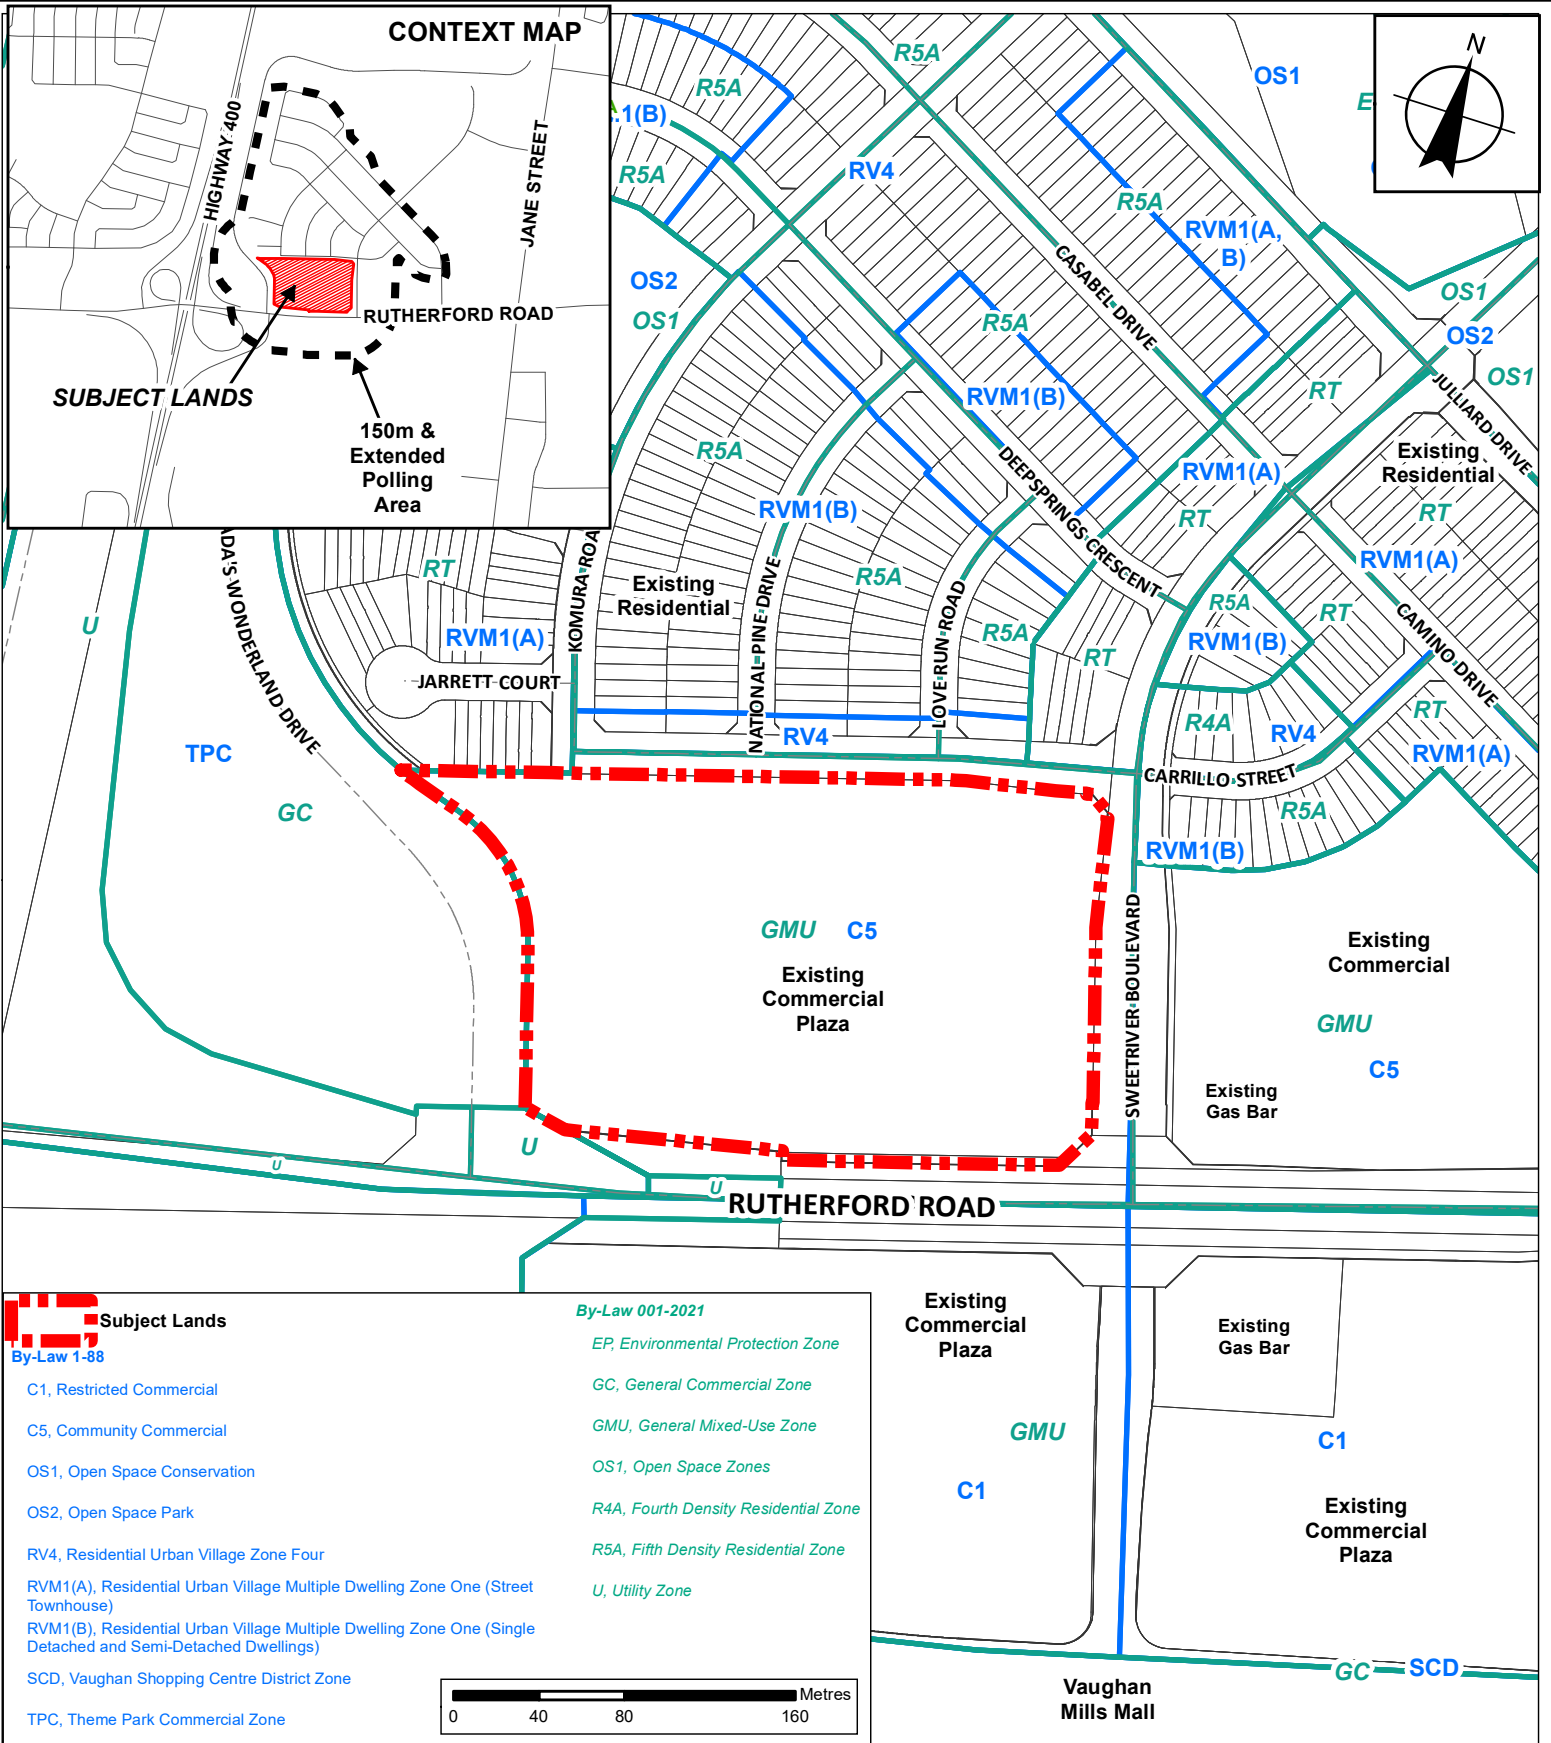 CONTEXT MAP
HIGHWAY 400
JANE STREET
RUTHERFORD ROAD
SUBJECT LANDS
150m &
Extended
Polling
Area
N
R5A
OS1
R5A
.1(B)
RV4
R5A
R5A
RVM1(A,
B)
CASABEL DRIVE
OS2
OS1
R5A
OS1
OS2
OS1
RVM1(B)
RT
JULLIARD DRIVE
R5A
DEEPSPRINGS CRESCENT
RVM1(A)
Existing
Residential
RVM1(B)
RT
RT
RVM1(A)
U
RT
KOMURA ROA
Existing
Residential
NATIONAL PINE DRIVE
R5A
LOVE RUN ROAD
R5A
RT
R5A
RVM1(B)
RT
CAMINO DRIVE
DA'S WONDERLAND DRIVE
RVM1(A)
JARRETT COURT
RV4
R4A
RV4
RT
RVM1(A)
TPC
GC
CARRILLO STREET
R5A
RVM1(B)
GMU C5
Existing
Commercial
Plaza
SWEETRIVER BOULEVARD
Existing
Commercial
GMU
C5
Existing
Gas Bar
U
U
U
RUTHERFORD ROAD
Existing
Commercial
Plaza
Existing
Gas Bar
GMU
C1
C1
Existing
Commercial
Plaza
GC SCD
Vaughan
Mills Mall
Subject Lands
By-Law 1-88
C1, Restricted Commercial
C5, Community Commercial
OS1, Open Space Conservation
OS2, Open Space Park
RV4, Residential Urban Village Zone Four
RVM1(A), Residential Urban Village Multiple Dwelling Zone One (Street
Townhouse)
RVM1(B), Residential Urban Village Multiple Dwelling Zone One (Single
Detached and Semi-Detached Dwellings)
SCD, Vaughan Shopping Centre District Zone
TPC, Theme Park Commercial Zone
By-Law 001-2021
EP, Environmental Protection Zone
GC, General Commercial Zone
GMU, General Mixed-Use Zone
OS1, Open Space Zones
R4A, Fourth Density Residential Zone
R5A, Fifth Density Residential Zone
U, Utility Zone
Metres
0 40 80 160